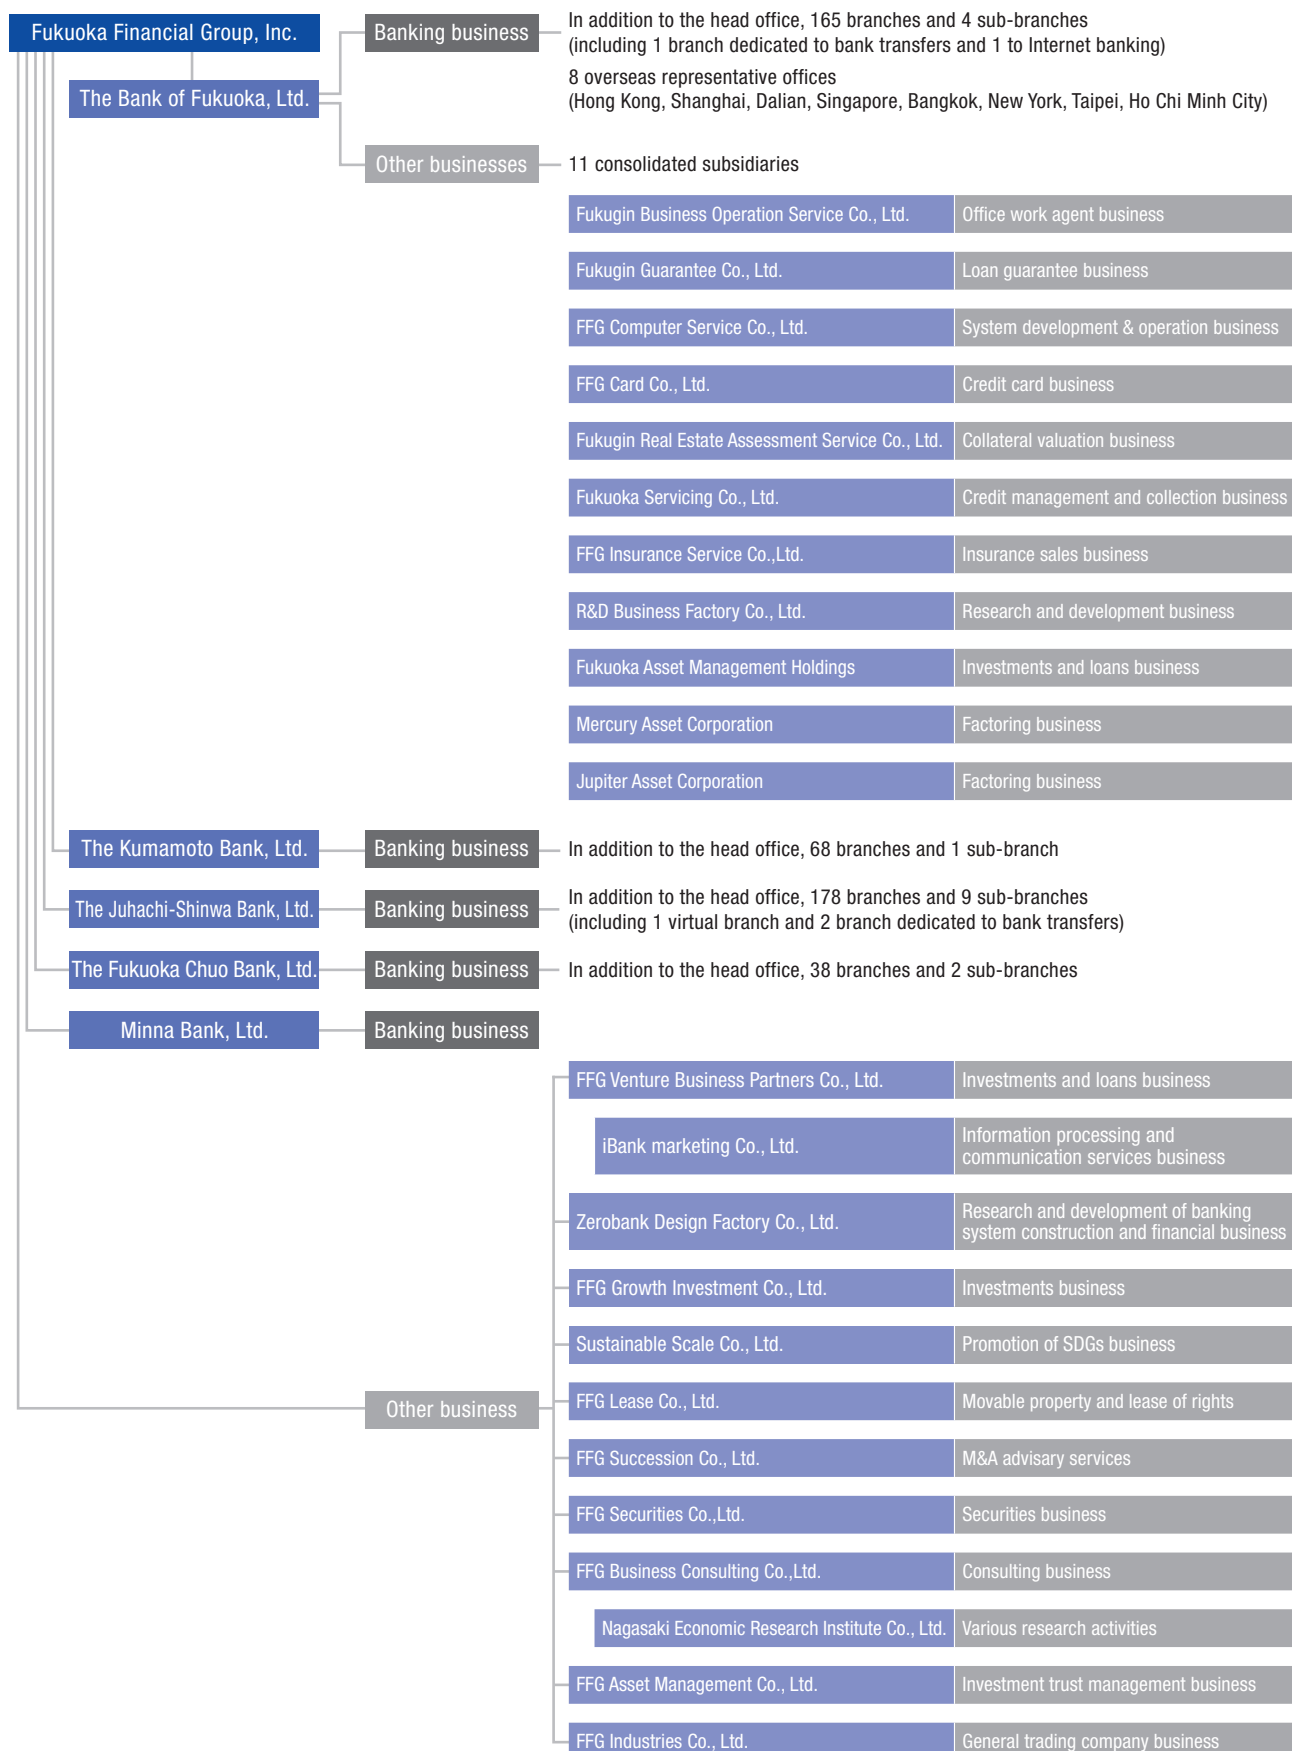 Fukuoka Financial Group, Inc.
Banking business
In addition to the head office, 165 branches and 4 sub-branches
(including 1 branch dedicated to bank transfers and 1 to Internet banking)
The Bank of Fukuoka, Ltd.
8 overseas representative offices
(Hong Kong, Shanghai, Dalian, Singapore, Bangkok, New York, Taipei, Ho Chi Minh City)
Other businesses
11 consolidated subsidiaries
Fukugin Business Operation Service Co., Ltd.
Office work agent business
Fukugin Guarantee Co., Ltd.
Loan guarantee business
FFG Computer Service Co., Ltd.
System development & operation business
FFG Card Co., Ltd.
Credit card business
Fukugin Real Estate Assessment Service Co., Ltd.
Collateral valuation business
Fukuoka Servicing Co., Ltd.
Credit management and collection business
FFG Insurance Service Co.,Ltd.
Insurance sales business
R&D Business Factory Co., Ltd.
Research and development business
Fukuoka Asset Management Holdings
Investments and loans business
Mercury Asset Corporation
Factoring business
Jupiter Asset Corporation
Factoring business
The Kumamoto Bank, Ltd.
Banking business
In addition to the head office, 68 branches and 1 sub-branch
The Juhachi-Shinwa Bank, Ltd.
Banking business
In addition to the head office, 178 branches and 9 sub-branches
(including 1 virtual branch and 2 branch dedicated to bank transfers)
The Fukuoka Chuo Bank, Ltd.
Banking business
In addition to the head office, 38 branches and 2 sub-branches
Minna Bank, Ltd.
Banking business
FFG Venture Business Partners Co., Ltd.
Investments and loans business
iBank marketing Co., Ltd.
Information processing and
communication services business
Zerobank Design Factory Co., Ltd.
Research and development of banking
system construction and financial business
FFG Growth Investment Co., Ltd.
Investments business
Sustainable Scale Co., Ltd.
Promotion of SDGs business
Other business
FFG Lease Co., Ltd.
Movable property and lease of rights
FFG Succession Co., Ltd.
M&A advisary services
FFG Securities Co.,Ltd.
Securities business
FFG Business Consulting Co.,Ltd.
Consulting business
Nagasaki Economic Research Institute Co., Ltd.
Various research activities
FFG Asset Management Co., Ltd.
Investment trust management business
FFG Industries Co., Ltd.
General trading company business